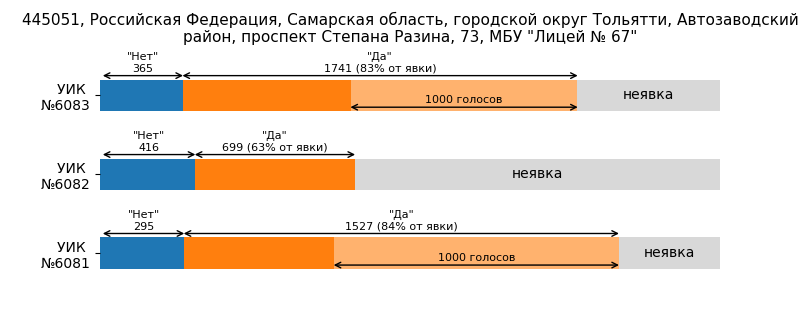 445051, Российская Федерация, Самарская область, городской округ Тольятти, Автозаводский
район, проспект Степана Разина, 73, МБУ "Лицей № 67"
"Нет"
365
"Да"
1741 (83% от явки)
УИК
№6083
1000 голосов
неявка
"Нет"
416
"Да"
699 (63% от явки)
УИК
№6082
неявка
"Нет"
295
"Да"
1527 (84% от явки)
УИК
№6081
1000 голосов
неявка